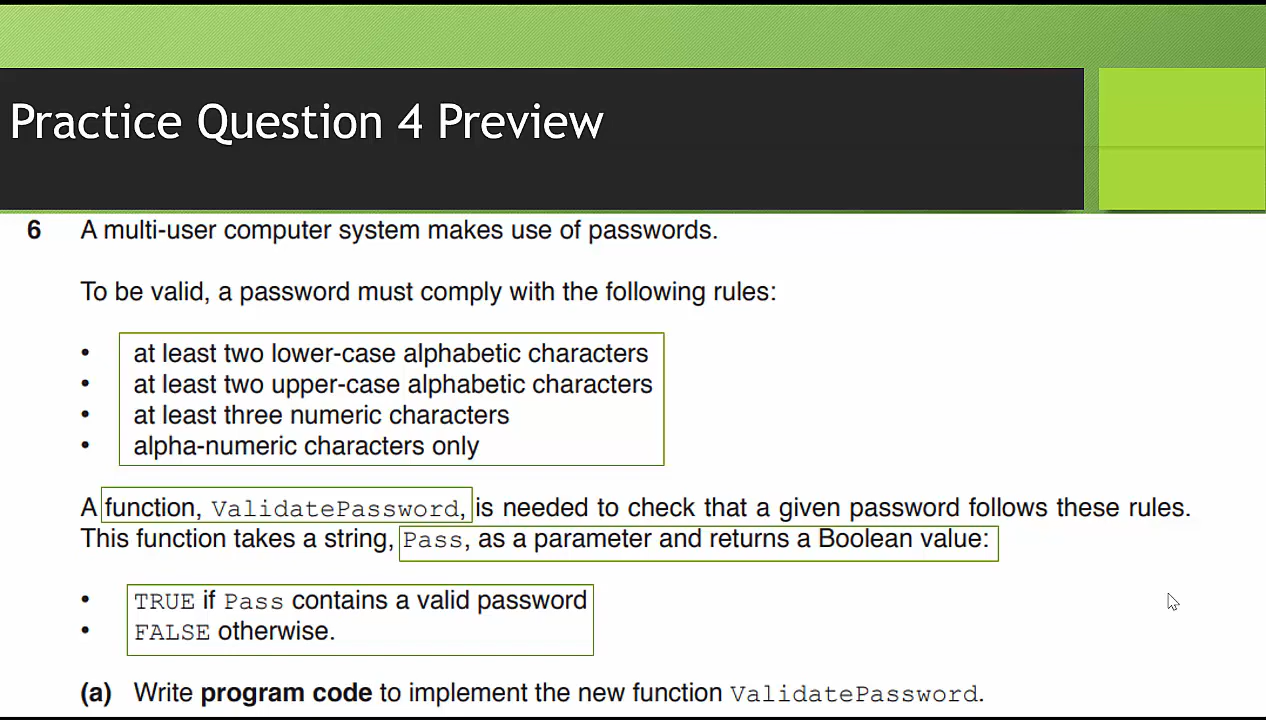 Practice Question 4 Preview
6 A multi-user computer system makes use of passwords.
To be valid, a password must comply with the following rules:
• at least two lower-case alphabetic characters
• at least two upper-case alphabetic characters
• at least three numeric characters
• alpha-numeric characters only
A function, ValidatePassword, is needed to check that a given password follows these rules.
This function takes a string, Pass, as a parameter and returns a Boolean value:
• TRUE if Pass contains a valid password
• FALSE otherwise.
(a) Write program code to implement the new function ValidatePassword.